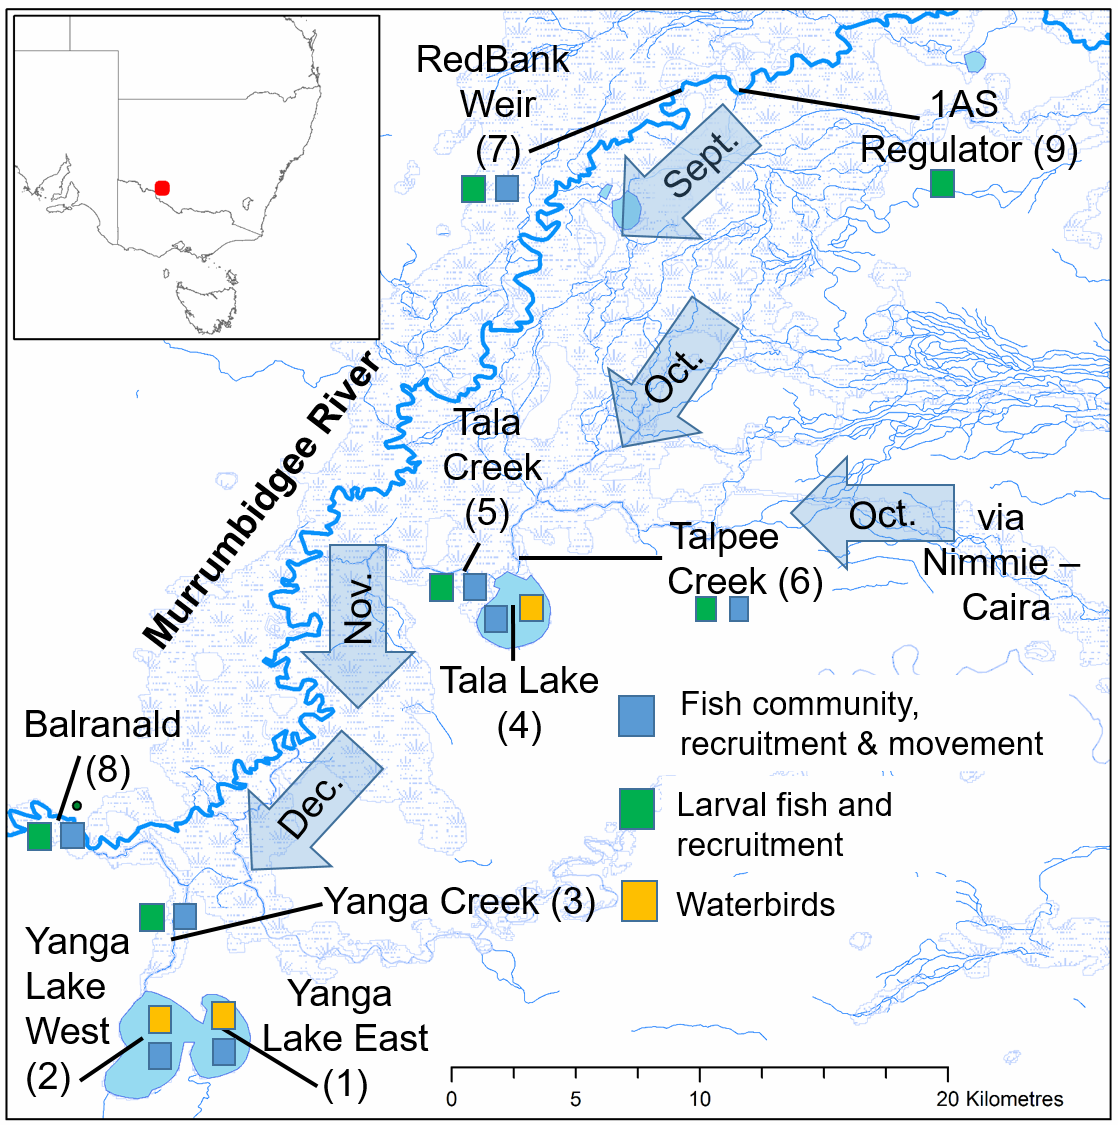 RedBank
Weir
(7)
1AS
Regulator (9)
Sept.
Oct.
Murrumbidgee River
Tala
Creek
(5)
Oct.
via
Nimmie –
Caira
Talpee
Creek (6)
Nov.
Tala Lake
(4)
Fish community,
recruitment & movement
Balranald
(8)
Dec.
Larval fish and
recruitment
Yanga Creek (3)
Waterbirds
Yanga
Lake
West
(2)
Yanga
Lake East
(1)
0 5 10 20 Kilometres